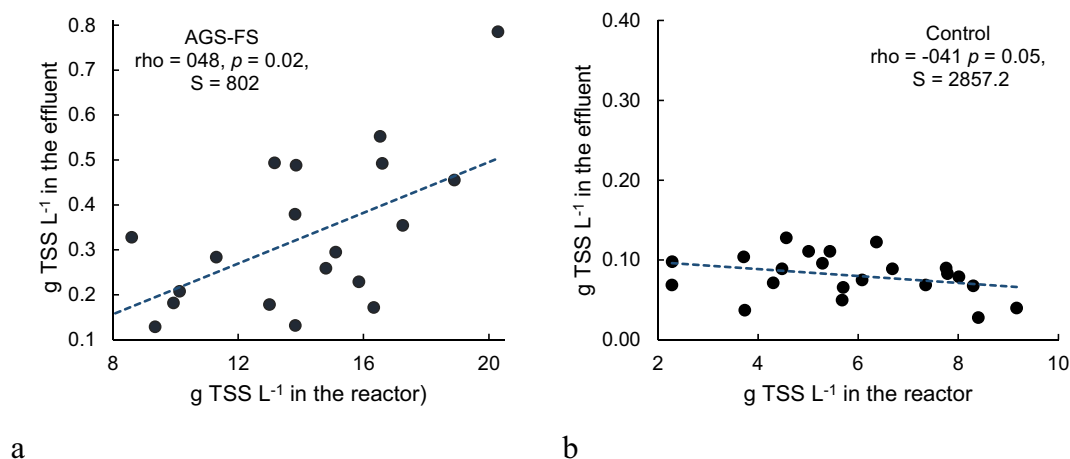 AGS-FS
rho = 048, p = 0.02,
S = 802
0.8
0.7
0.6
0.5
0.4
0.3
0.2
0.1
8 12 16 20
g TSS L-1 in the effluent
g TSS L-1 in the reactor)
a
Control
rho = -041 p = 0.05,
S = 2857.2
0.40
0.30
0.20
0.10
0.00
2 4 6 8 10
g TSS L-1 in the effluent
g TSS L-1 in the reactor
b